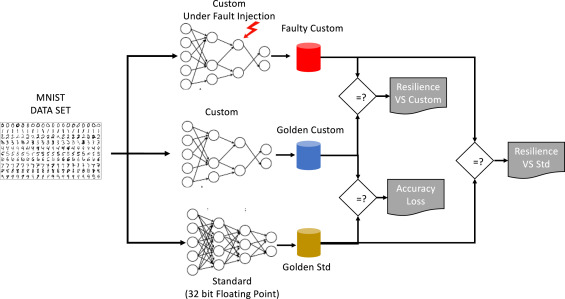 Custom
Under Fault Injection
Faulty Custom
MNIST
DATA SET
Custom
Golden Custom
=?
Resilience
VS Custom
=?
Resilience
VS Std
=?
Accuracy
Loss
Golden Std
Standard
(32 bit Floating Point)